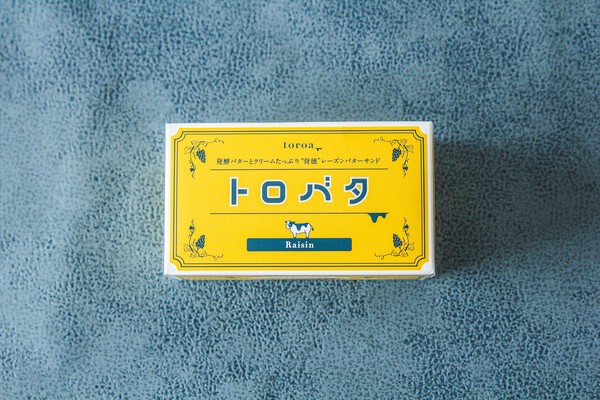 toroa
発酵バターとクリームたっぷり"背徳"レーズンバターサンド
トロバタ
Raisin